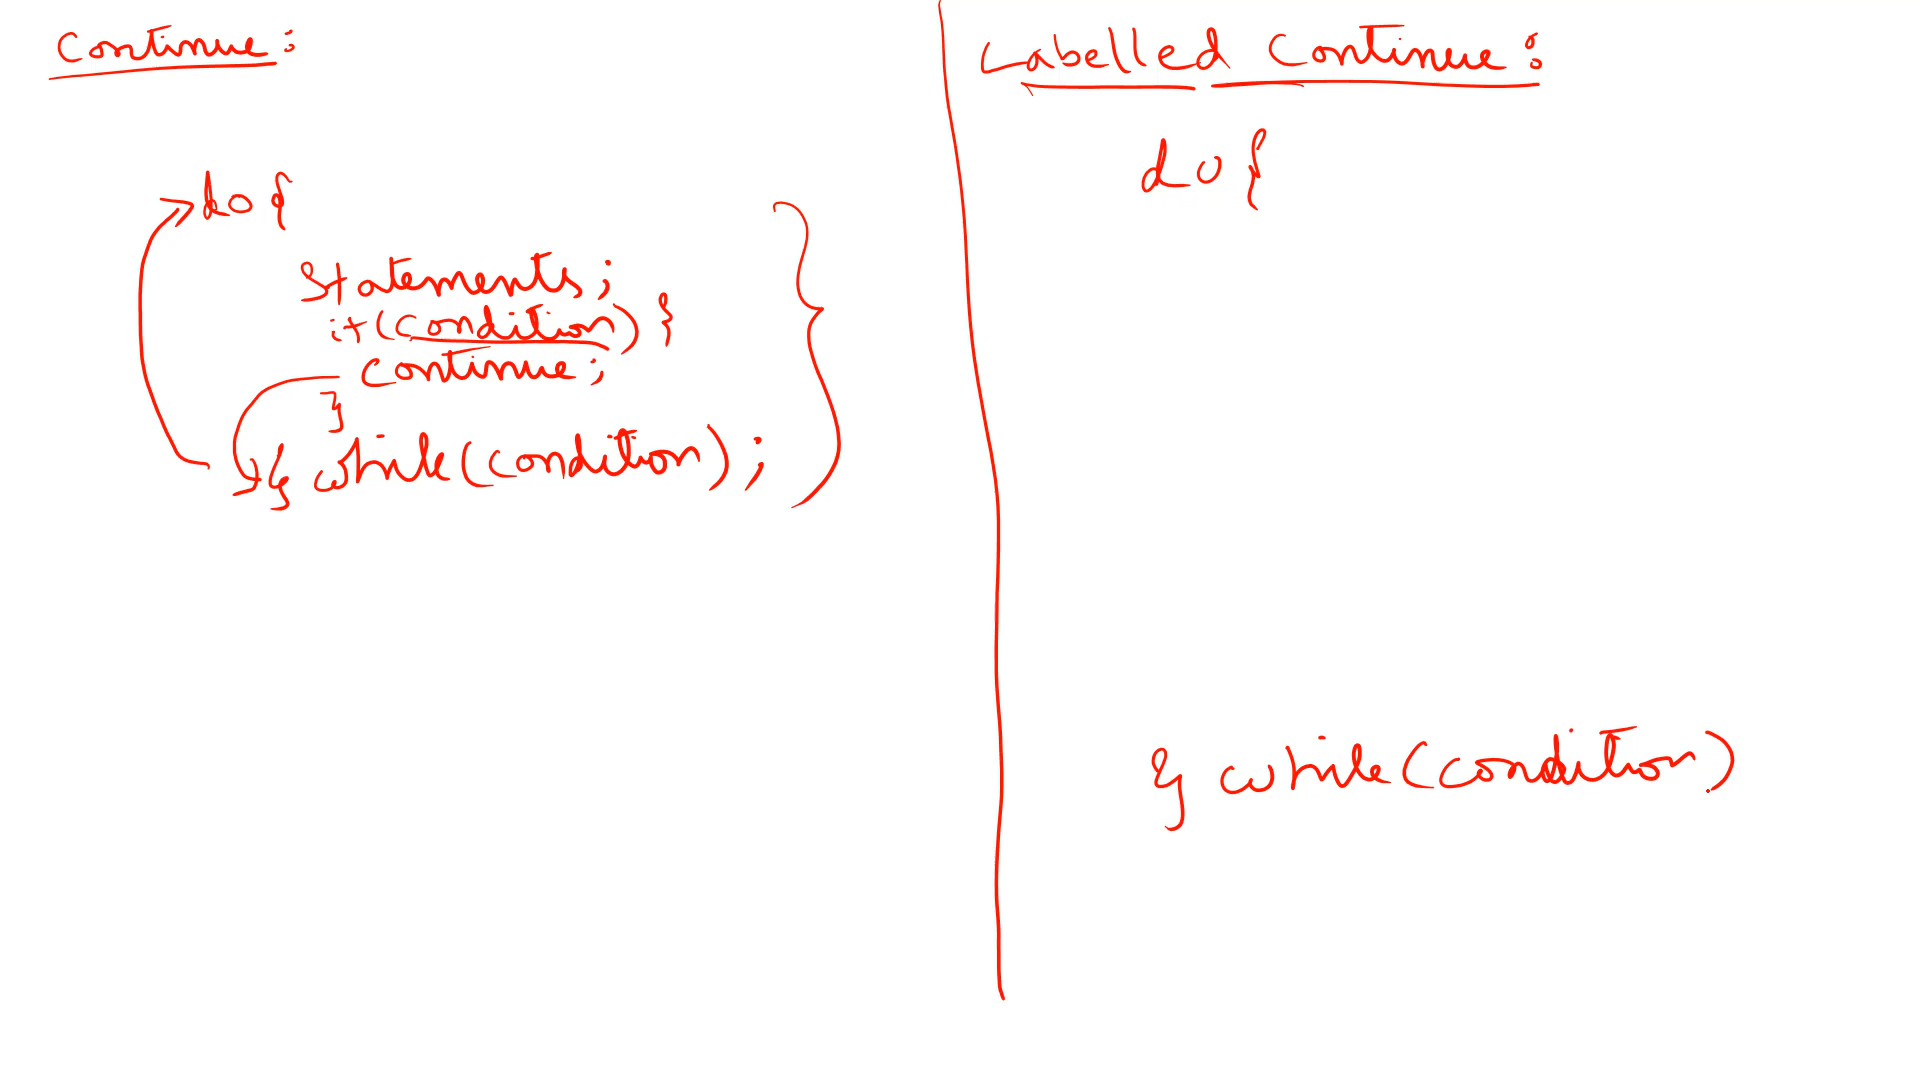 Continue:
do {
Statements;
if (condition) {
Continue;
}
} while (condition);
Labelled Continue:
do {
} while (condition)